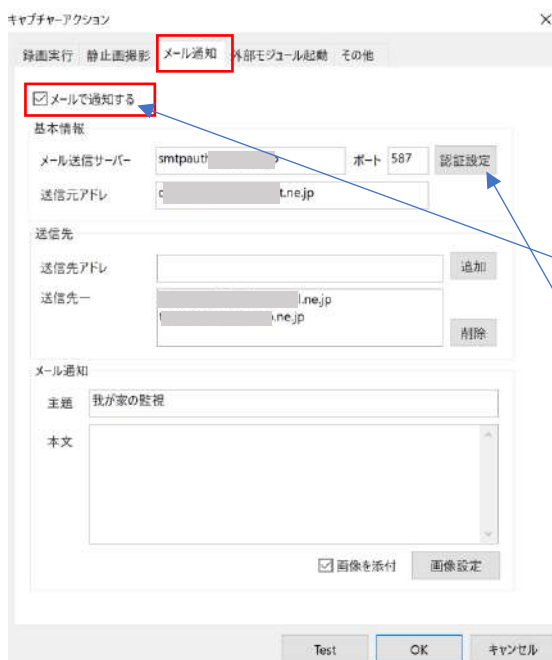 キャプチャーアクション
録画実行 静止画撮影 メール通知 外部モジュール起動 その他
メールで通知する
基本情報
メール送信サーバー smtpauth ポート 587 認証設定
送信元アドレ t.ne.jp
送信先
送信先アドレ 追加
送信先一 l.ne.jp
.ne.jp
削除
メール通知
主題 我が家の監視
本文
画像を添付 画像設定
Test OK キャンセル